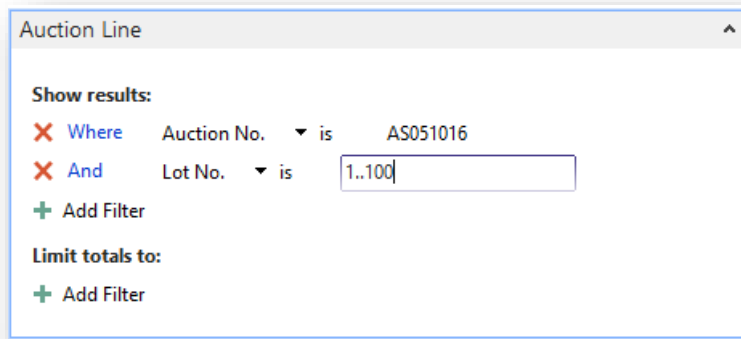 Auction Line
Show results:
Where Auction No. is AS051016
And Lot No. is 1..100
Add Filter
Limit totals to:
Add Filter